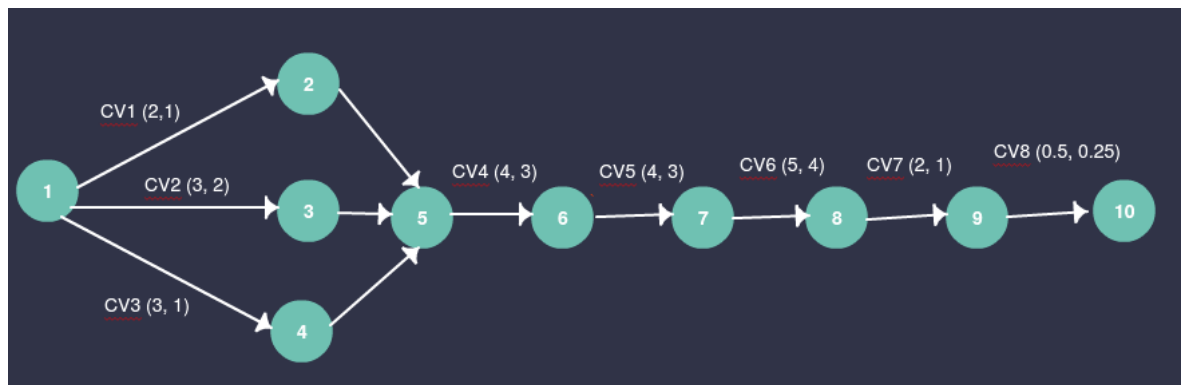 CV1 (2,1)
CV2 (3, 2)
CV3 (3, 1)
1
2
3
4
5
CV4 (4, 3)
6
CV5 (4, 3)
7
CV6 (5, 4)
8
CV7 (2, 1)
9
CV8 (0.5, 0.25)
10